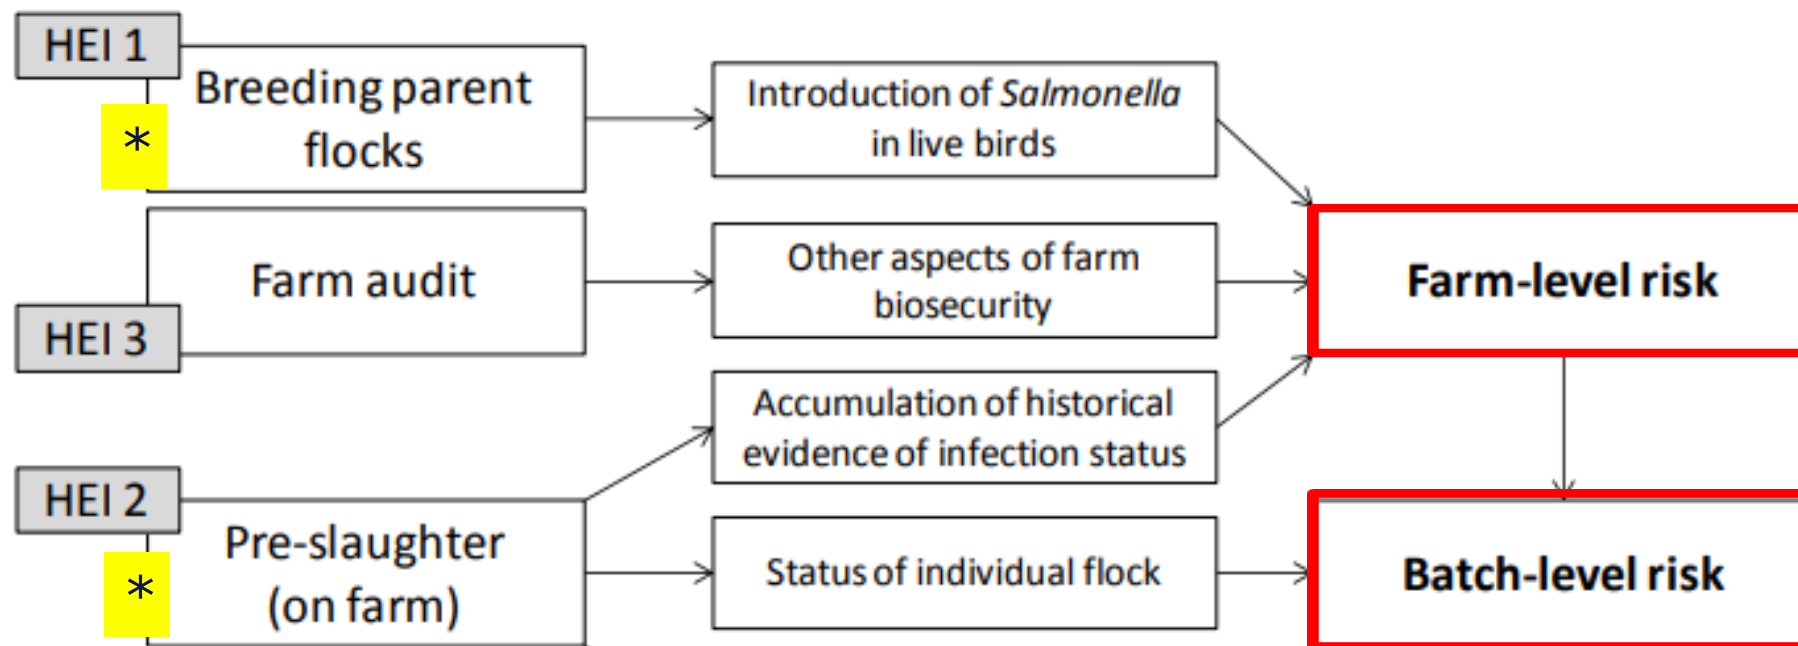 HEI 1
Breeding parent
flocks
*
Introduction of Salmonella
in live birds
Farm audit
HEI 3
Other aspects of farm
biosecurity
Farm-level risk
Accumulation of historical
evidence of infection status
HEI 2
Pre-slaughter
(on farm)
*
Status of individual flock
Batch-level risk